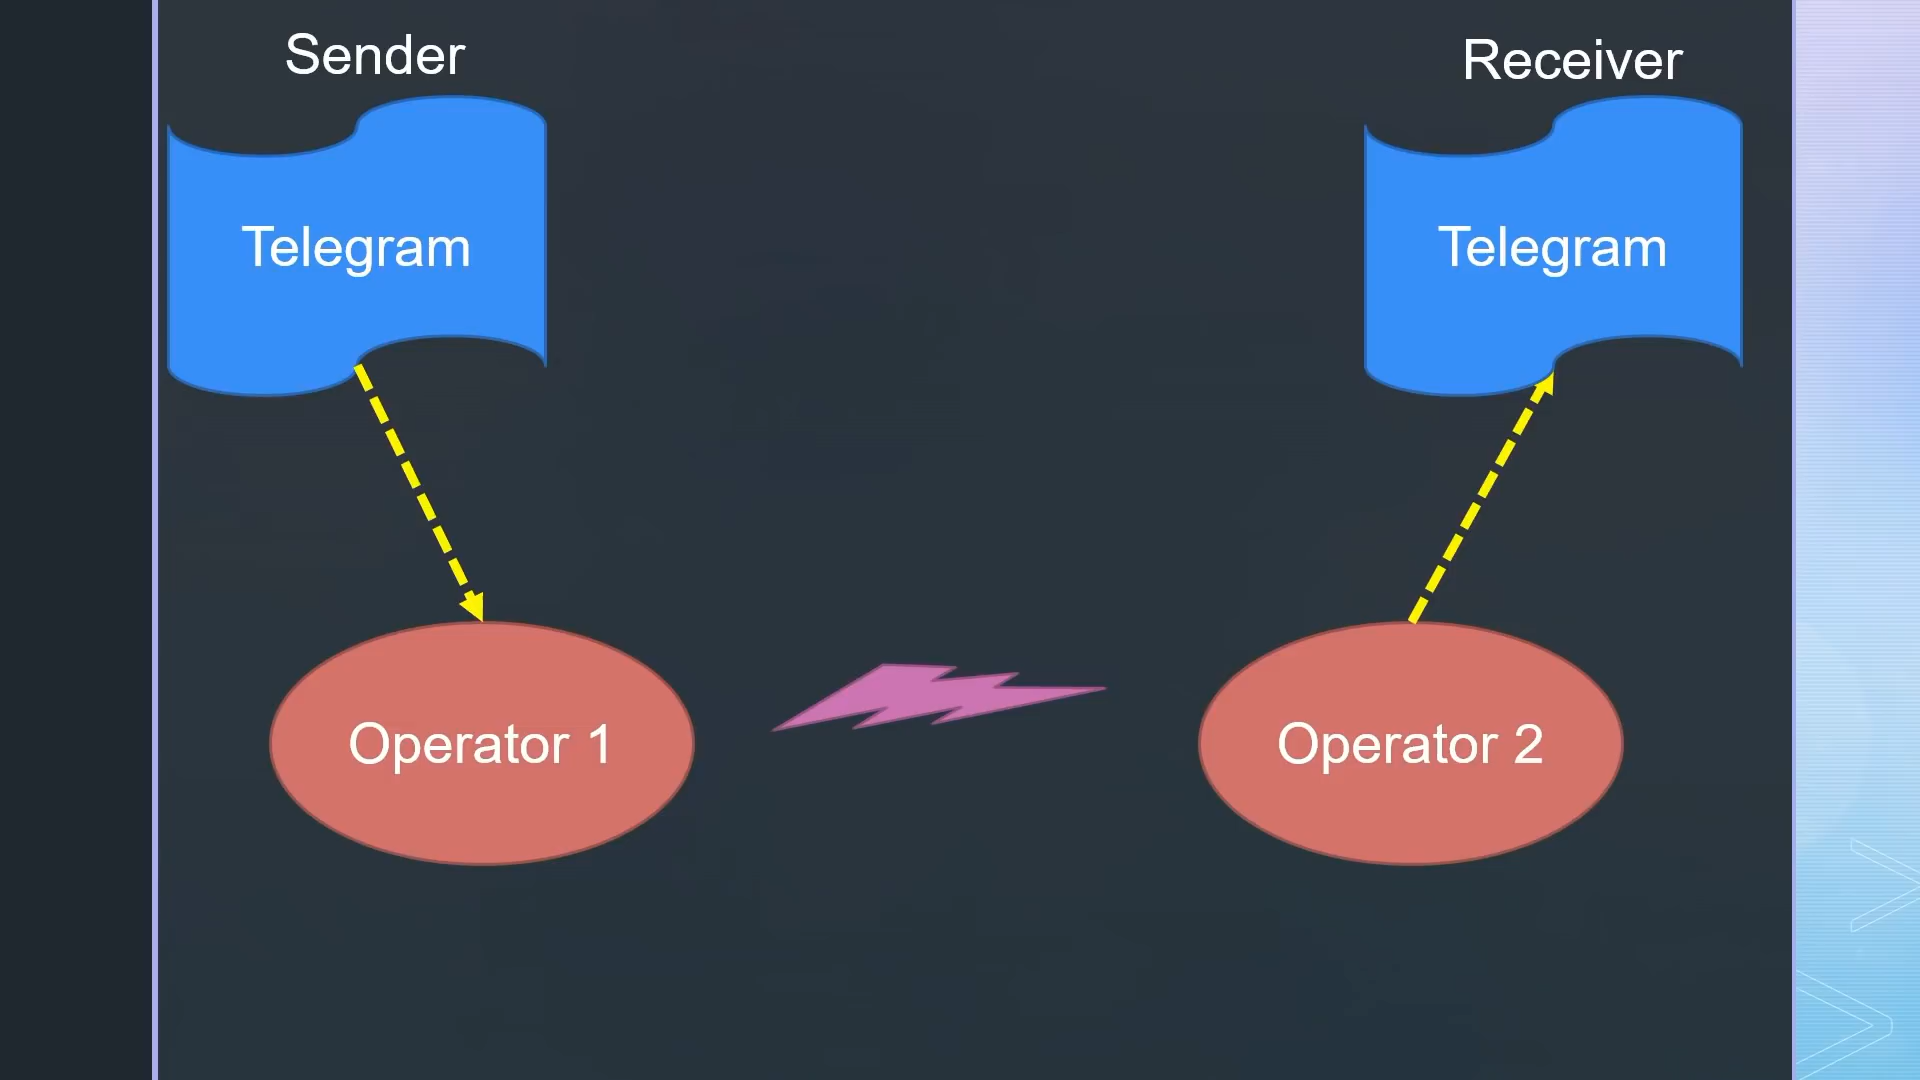 Sender
Receiver
Telegram
Telegram
Operator 1
Operator 2